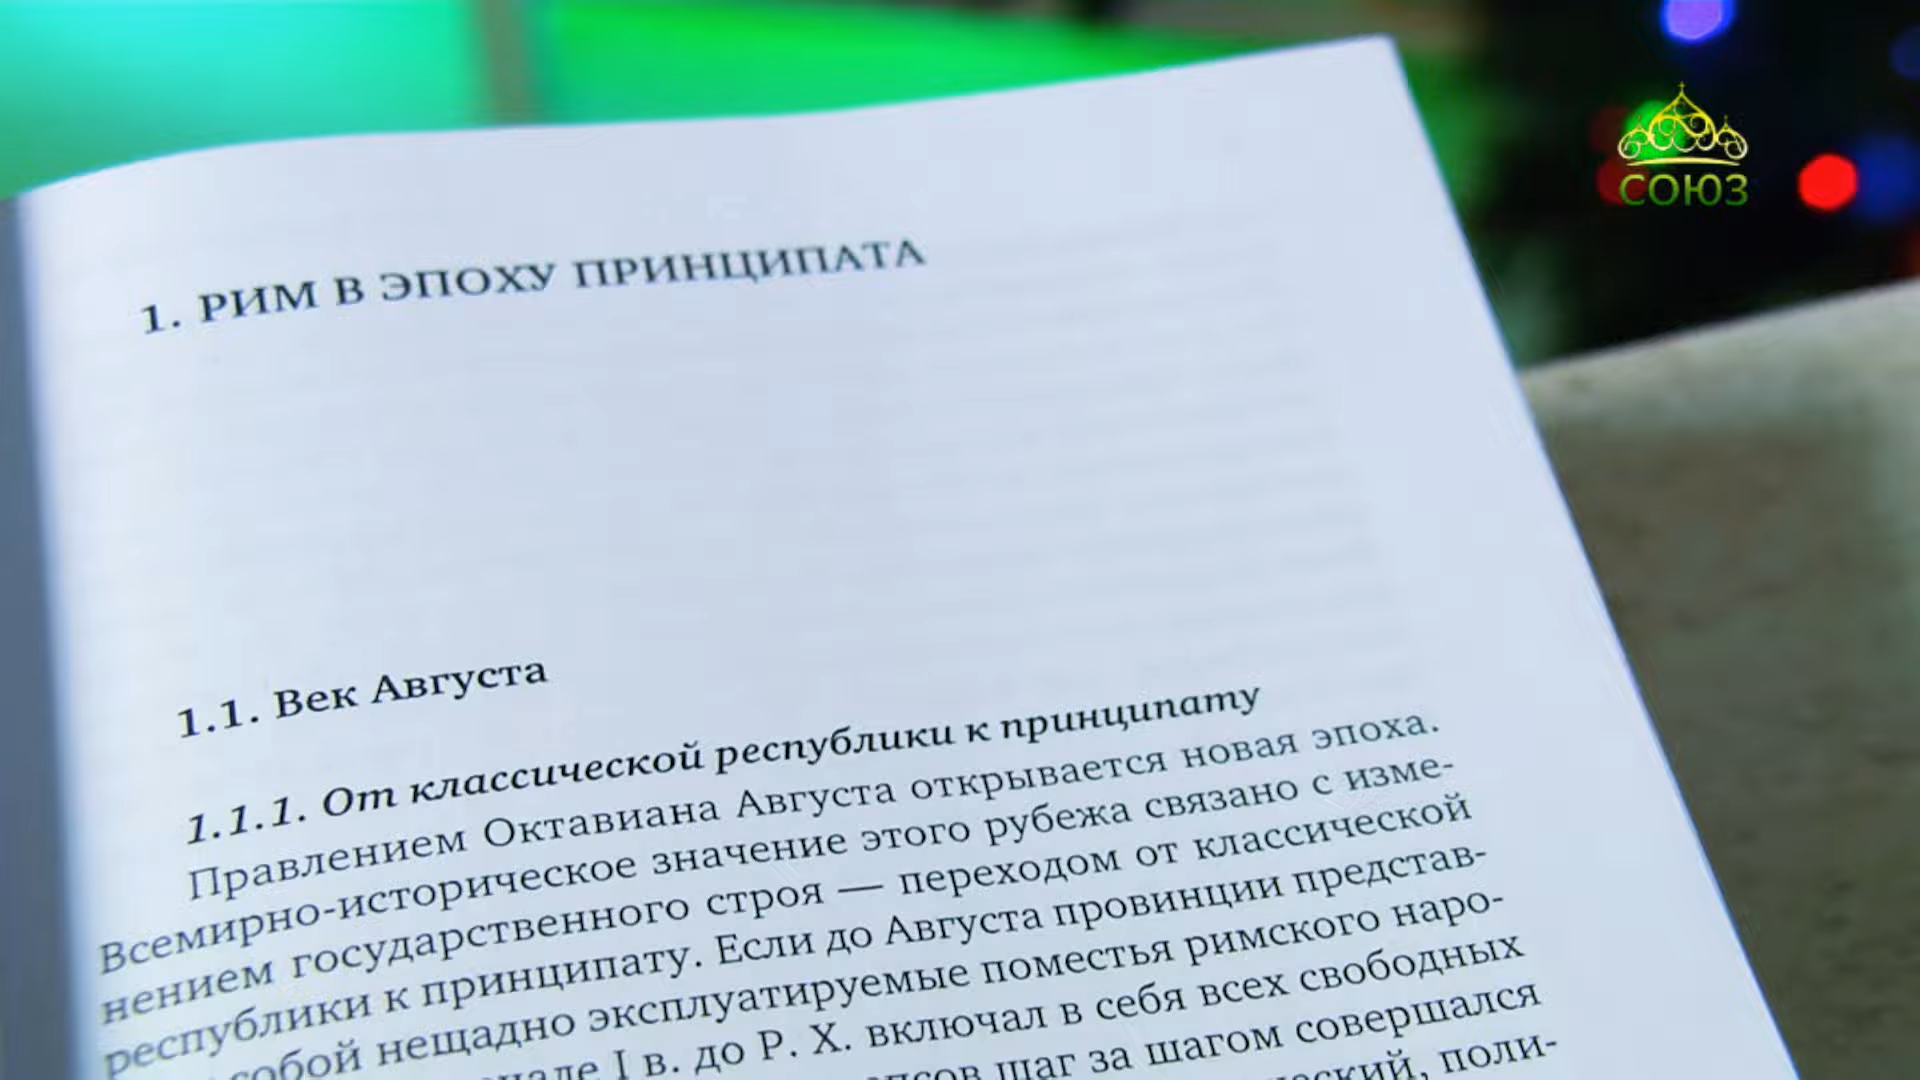 СОЮЗ
1. РИМ В ЭПОХУ ПРИНЦИПАТА
1.1. Век Августа
1.1.1. От классической республики к принципату
Правлением Октавиана Августа открывается новая эпоха.
Всемирно-историческое значение этого рубежа связано с изме-
нением государственного строя — переходом от классической
республики к принципату. Если до Августа провинции представ-
собой нещадно эксплуатируемые поместья римского наро-
I в. до Р. Х. включал в себя всех свободных
шаг за шагом совершался
поли-